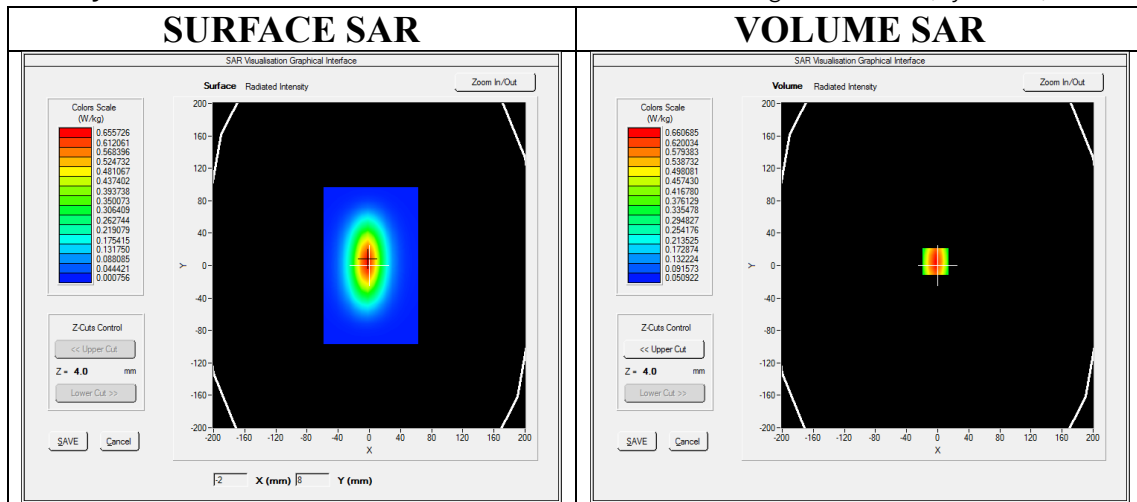 SURFACE SAR
VOLUME SAR
SAR Visualisation Graphical Interface
Surface Radiated Intensity
Zoom In/Out
Colors Scale
(W/kg)
0.655726
0.612061
0.568396
0.524732
0.481067
0.437402
0.393738
0.350073
0.306409
0.262744
0.219079
0.175415
0.131750
0.088085
0.044421
0.000756
Z-Cuts Control
<< Upper Cut
Z = 4.0 mm
Lower Cut >>
SAVE Cancel
200
160
120
80
40
0
-40
-80
-120
-160
-200
Y
-200 -160 -120 -80 -40 0 40 80 120 160 200
X
-2 X (mm) 8 Y (mm)
SAR Visualisation Graphical Interface
Volume Radiated Intensity
Zoom In/Out
Colors Scale
(W/kg)
0.660685
0.620034
0.579383
0.538732
0.498081
0.457430
0.416780
0.376129
0.335478
0.294827
0.254176
0.213525
0.172874
0.132224
0.091573
0.050922
Z-Cuts Control
<< Upper Cut
Z = 4.0 mm
Lower Cut >>
SAVE Cancel
200
160
120
80
40
0
-40
-80
-120
-160
-200
Y
-200 -160 -120 -80 -40 0 40 80 120 160 200
X